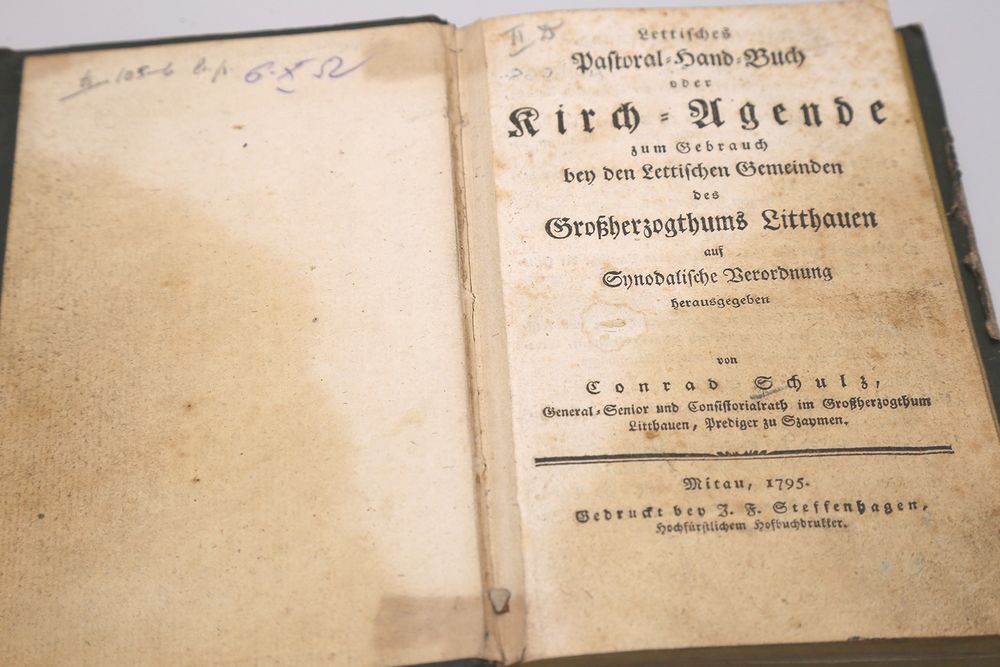 6. X 52
Lettisches
Pastoral-Hand-Buch
oder
Kirch-Agende
zum Gebrauch
bey den Lettischen Gemeinden
des
Großherzogthums Litthauen
auf
Synodalische Verordnung
herausgegeben
von
Conrad Schulz,
General-Senior und Consistorialrath im Großherzogthum
Litthauen, Prediger zu Szaymen.
Mitau, 1795.
Gedruckt bey J. F. Steffenhagen,
Hochfürstlichem Hofbuchdrukker.